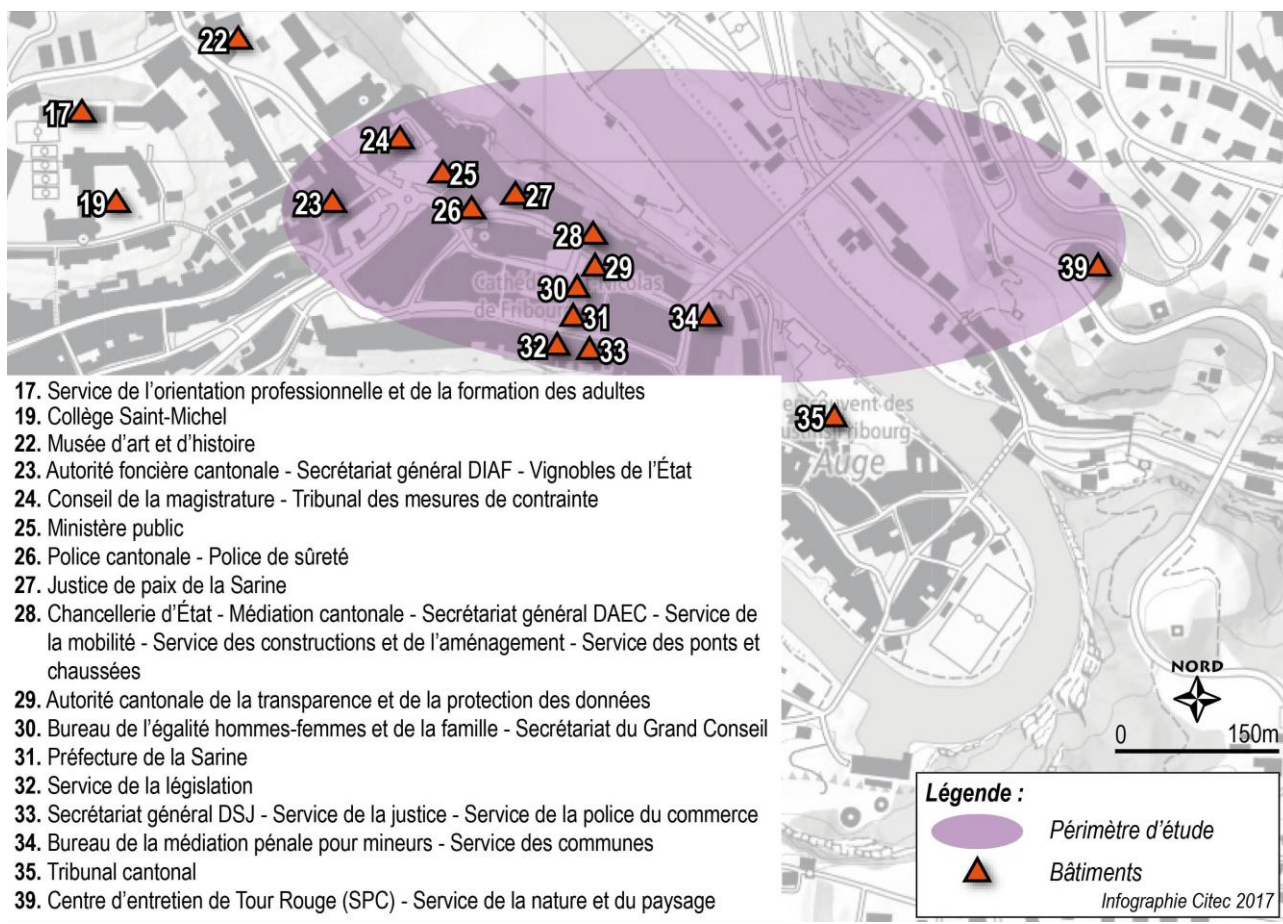 22
17
24
25
19
23
26
27
28
29
30
39
Cathédrale St-Nicolas
de Fribourg
31
34
32
33
35
Auge
17. Service de l’orientation professionnelle et de la formation des adultes
19. Collège Saint-Michel
22. Musée d’art et d’histoire
23. Autorité foncière cantonale - Secrétariat général DIAF - Vignobles de l’État
24. Conseil de la magistrature - Tribunal des mesures de contrainte
25. Ministère public
26. Police cantonale - Police de sûreté
27. Justice de paix de la Sarine
28. Chancellerie d’État - Médiation cantonale - Secrétariat général DAEC - Service de
la mobilité - Service des constructions et de l’aménagement - Service des ponts et
chaussées
29. Autorité cantonale de la transparence et de la protection des données
30. Bureau de l’égalité hommes-femmes et de la famille - Secrétariat du Grand Conseil
31. Préfecture de la Sarine
32. Service de la législation
33. Secrétariat général DSJ - Service de la justice - Service de la police du commerce
34. Bureau de la médiation pénale pour mineurs - Service des communes
35. Tribunal cantonal
39. Centre d’entretien de Tour Rouge (SPC) - Service de la nature et du paysage
NORD
0 150m
Légende :
Périmètre d’étude
Bâtiments
Infographie Citec 2017